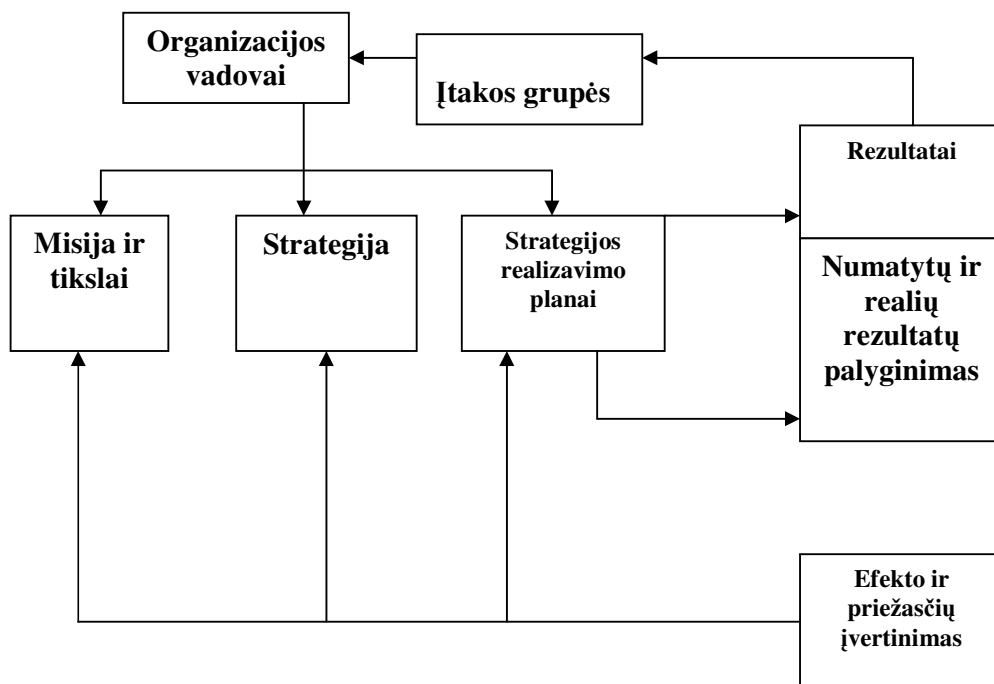 Organizacijos
vadovai
Įtakos grupės
Rezultatai
Misija ir
tikslai
Strategija
Strategijos
realizavimo
planai
Numatytų ir
realių
rezultatų
palyginimas
Efekto ir
priežasčių
įvertinimas